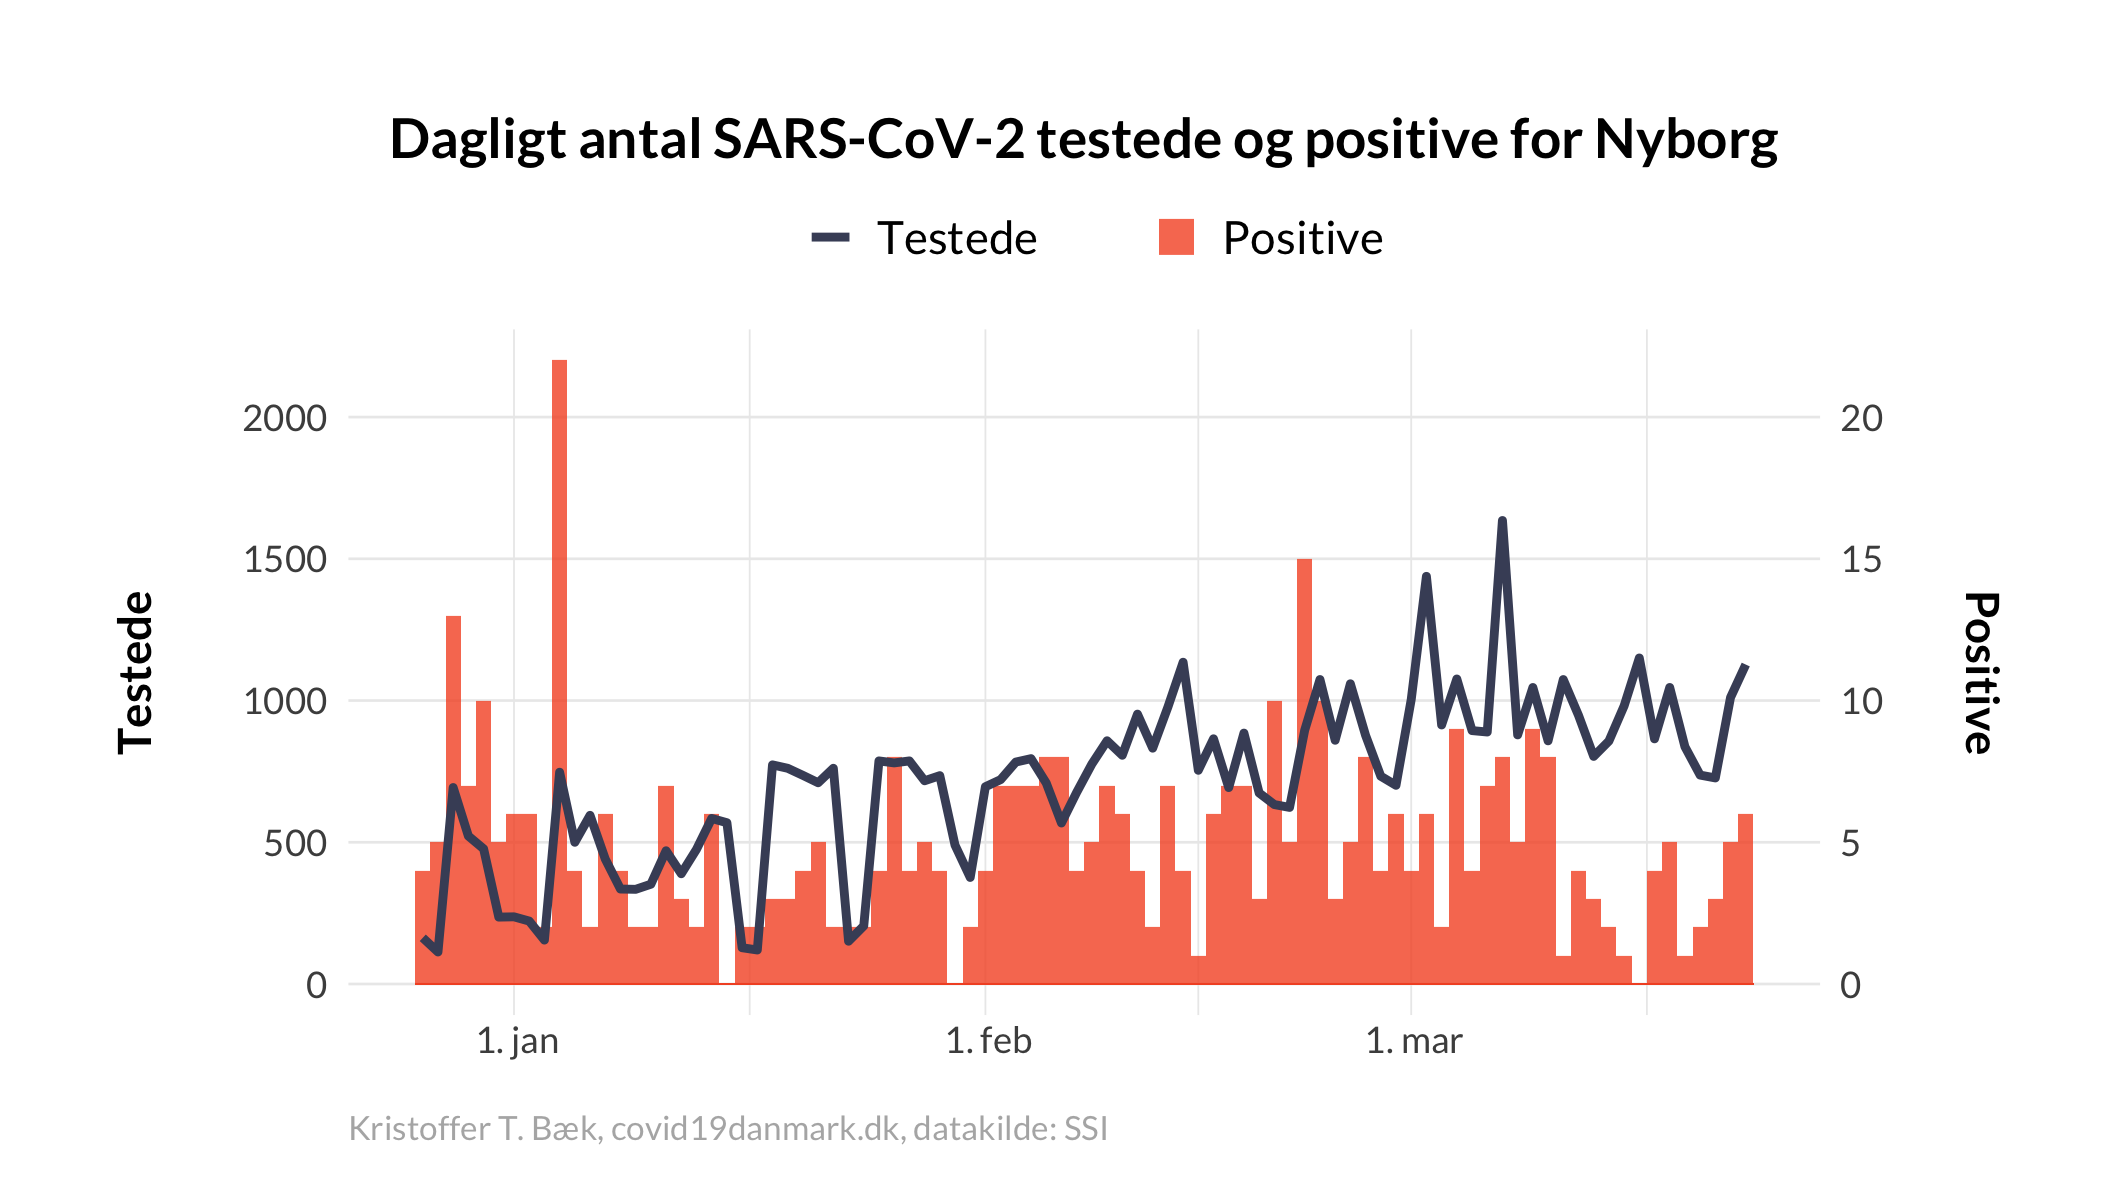 Dagligt antal SARS-CoV-2 testede og positive for Nyborg
Testede Positive
2000 20
1500 15
1000 10
500 5
0 0
Testede
Positive
1. jan 1. feb 1. mar
Kristoffer T. Bæk, covid19danmark.dk, datakilde: SSI